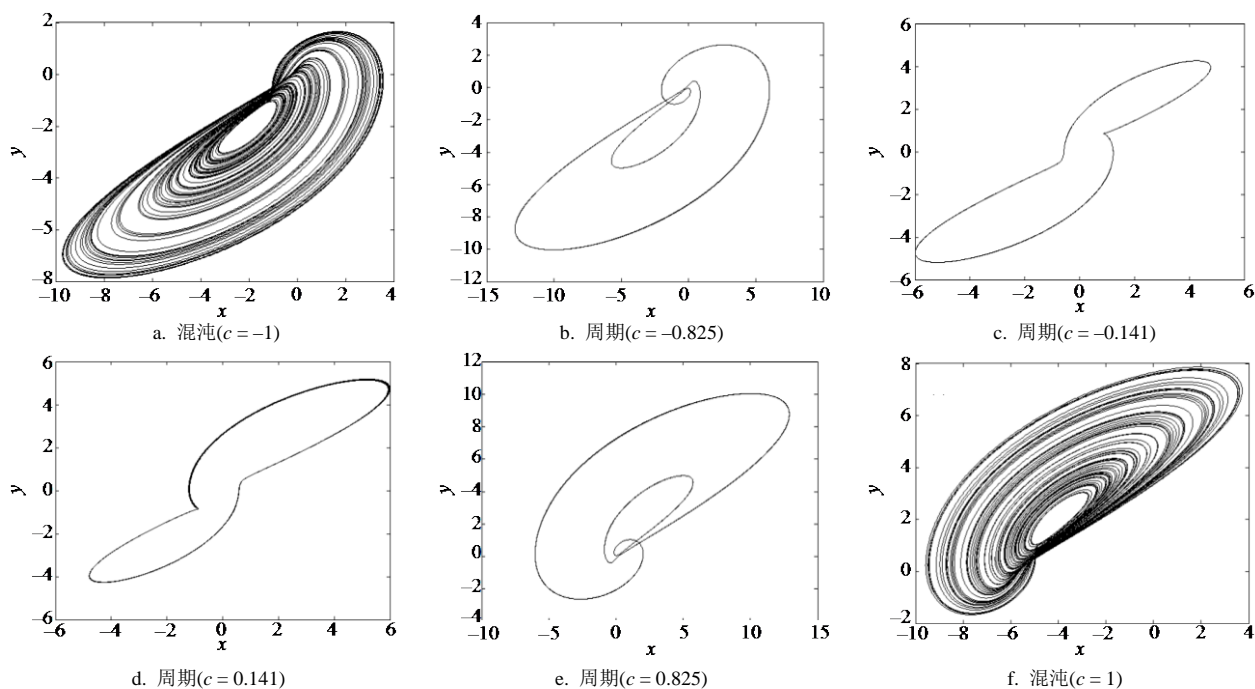 2
0
–2
–4
–5
–8
y
–10 –8 –6 –4 –2 0 2 4
x
a. 混沌(c = –1)
4
2
0
–2
–4
–6
–8
–10
–12
y
–15 –10 –5 0 5 10
x
b. 周期(c = –0.825)
6
4
2
0
–2
–4
–6
y
–6 –4 –2 0 2 4 6
x
c. 周期(c = –0.141)
6
4
2
0
–2
–4
–6
y
–6 –4 –2 0 2 4 6
x
d. 周期(c = 0.141)
12
10
8
6
4
2
0
–2
–4
y
–10 –5 0 5 10 15
x
e. 周期(c = 0.825)
8
6
4
2
0
–2
y
–10 –8 –6 –4 –2 0 2 4
x
f. 混沌(c = 1)